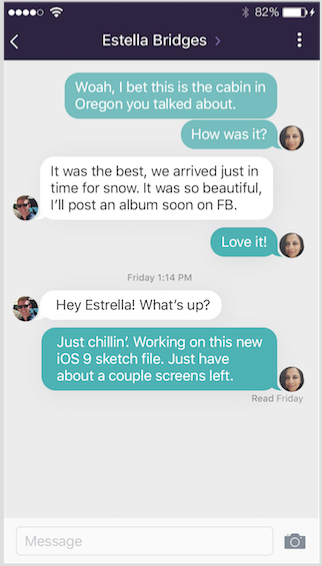 82%
Estella Bridges
Woah, I bet this is the cabin in
Oregon you talked about.
How was it?
It was the best, we arrived just in
time for snow. It was so beautiful,
I'll post an album soon on FB.
Love it!
Friday 1:14 PM
Hey Estrella! What's up?
Just chillin'. Working on this new
iOS 9 sketch file. Just have
about a couple screens left.
Read Friday
Message